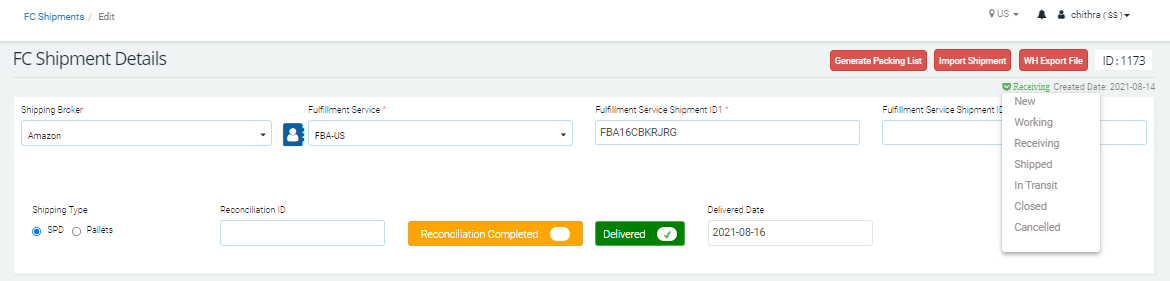 FC Shipments / Edit
US
chithra ( SS )
FC Shipment Details
Generate Packing List
Import Shipment
WH Export File
ID : 1173
Receiving Created Date: 2021-08-14
Shipping Broker
Fulfillment Service *
Fulfillment Service Shipment ID1 *
Fulfillment Service Shipment ID
Amazon
FBA-US
FBA16CBKRJRG
New
Working
Receiving
Shipped
In Transit
Closed
Cancelled
Shipping Type
Reconciliation ID
Delivered Date
SPD
Pallets
Reconciliation Completed
Delivered
2021-08-16